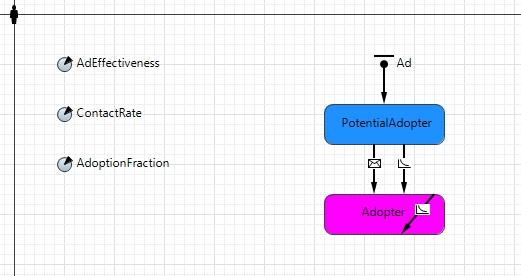 AdEffectiveness
Ad
ContactRate
PotentialAdopter
AdoptionFraction
Adopter